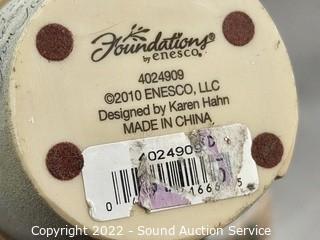 Foundations®
by enesco®
4024909
©2010 ENESCO, LLC
Designed by Karen Hahn
MADE IN CHINA
4024909
Copyright 2022 - Sound Auction Service